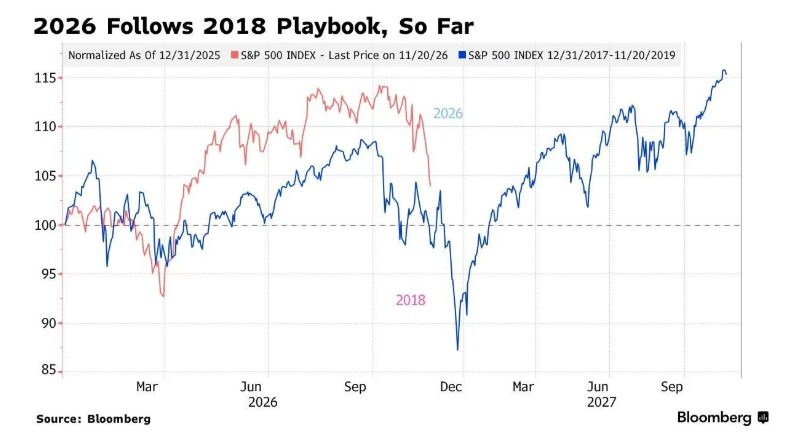 2026 Follows 2018 Playbook, So Far
Normalized As Of 12/31/2025 S&P 500 INDEX - Last Price on 11/20/26 S&P 500 INDEX 12/31/2017-11/20/2019
115
110
105
100
95
90
85
2026
2018
Mar Jun Sep Dec Mar Jun Sep
2026 2027
Source: Bloomberg
Bloomberg